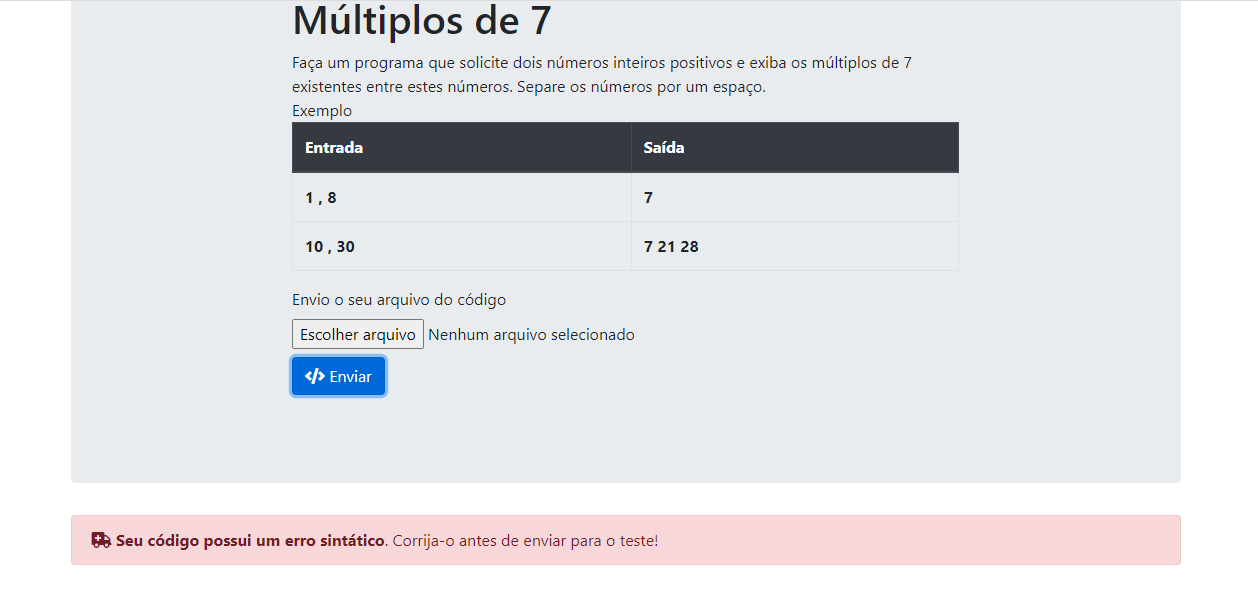 Múltiplos de 7
Faça um programa que solicite dois números inteiros positivos e exiba os múltiplos de 7
existentes entre estes números. Separe os números por um espaço.
Exemplo
Entrada Saída
1 , 8 7
10 , 30 7 21 28
Envio o seu arquivo do código
Escolher arquivo Nenhum arquivo selecionado
</> Enviar
Seu código possui um erro sintático. Corrija-o antes de enviar para o teste!